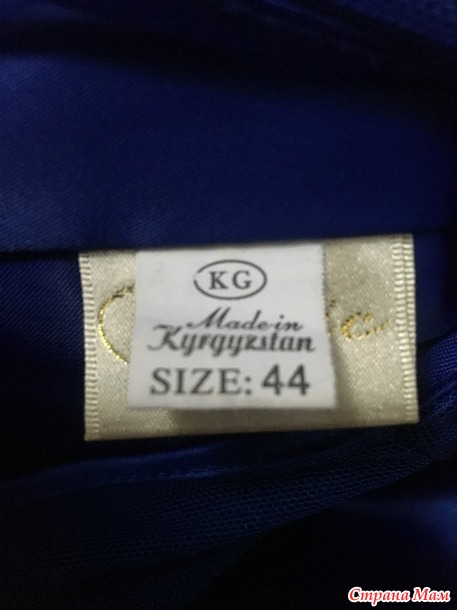 KG
Made in
Kyrgyzstan
SIZE: 44
Страна Мам